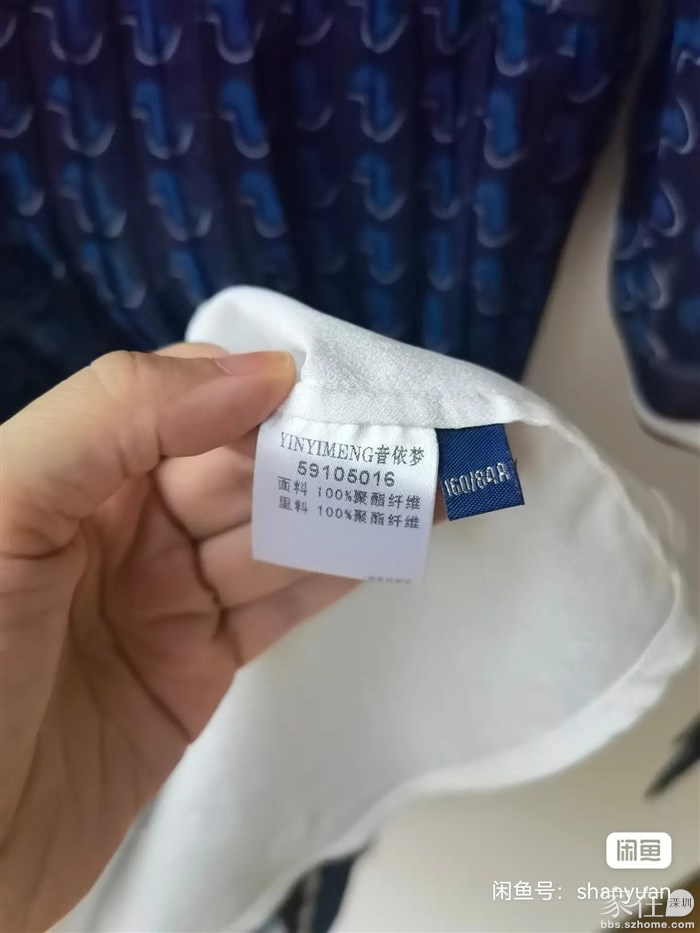 YINYIMENG音依梦
59105016
面料 100%聚酯纤维
里料 100%聚酯纤维
160/84A
闲鱼
闲鱼号：shanyuan
家在深圳
bbs.szhome.com